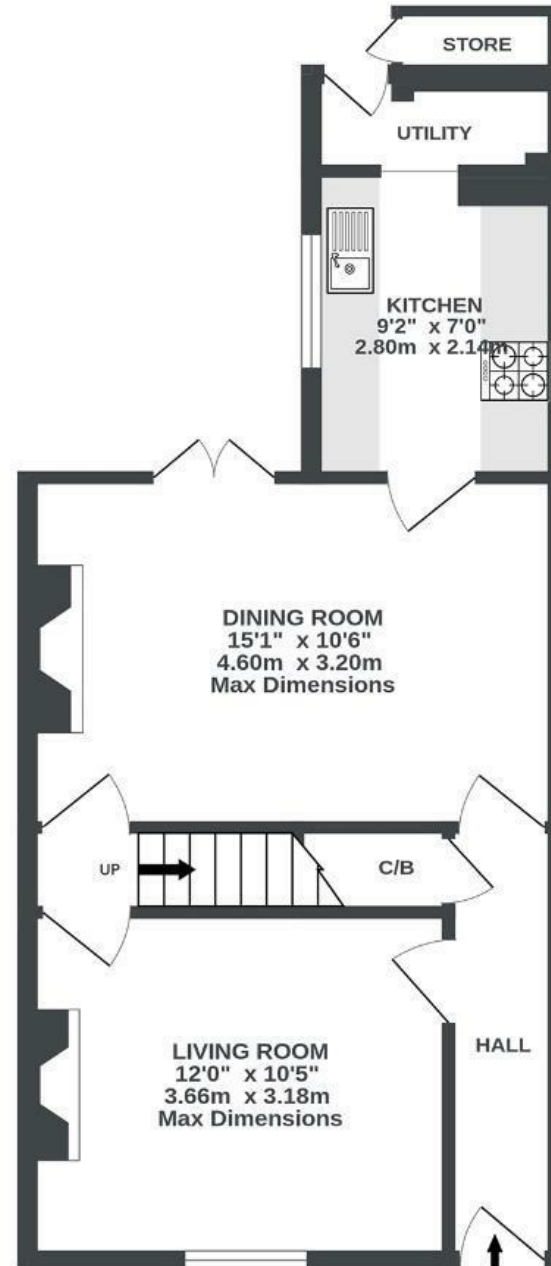 STORE
UTILITY
KITCHEN
9'2" x 7'0"
2.80m x 2.14m
DINING ROOM
15'1" x 10'6"
4.60m x 3.20m
Max Dimensions
UP
C/B
HALL
LIVING ROOM
12'0" x 10'5"
3.66m x 3.18m
Max Dimensions